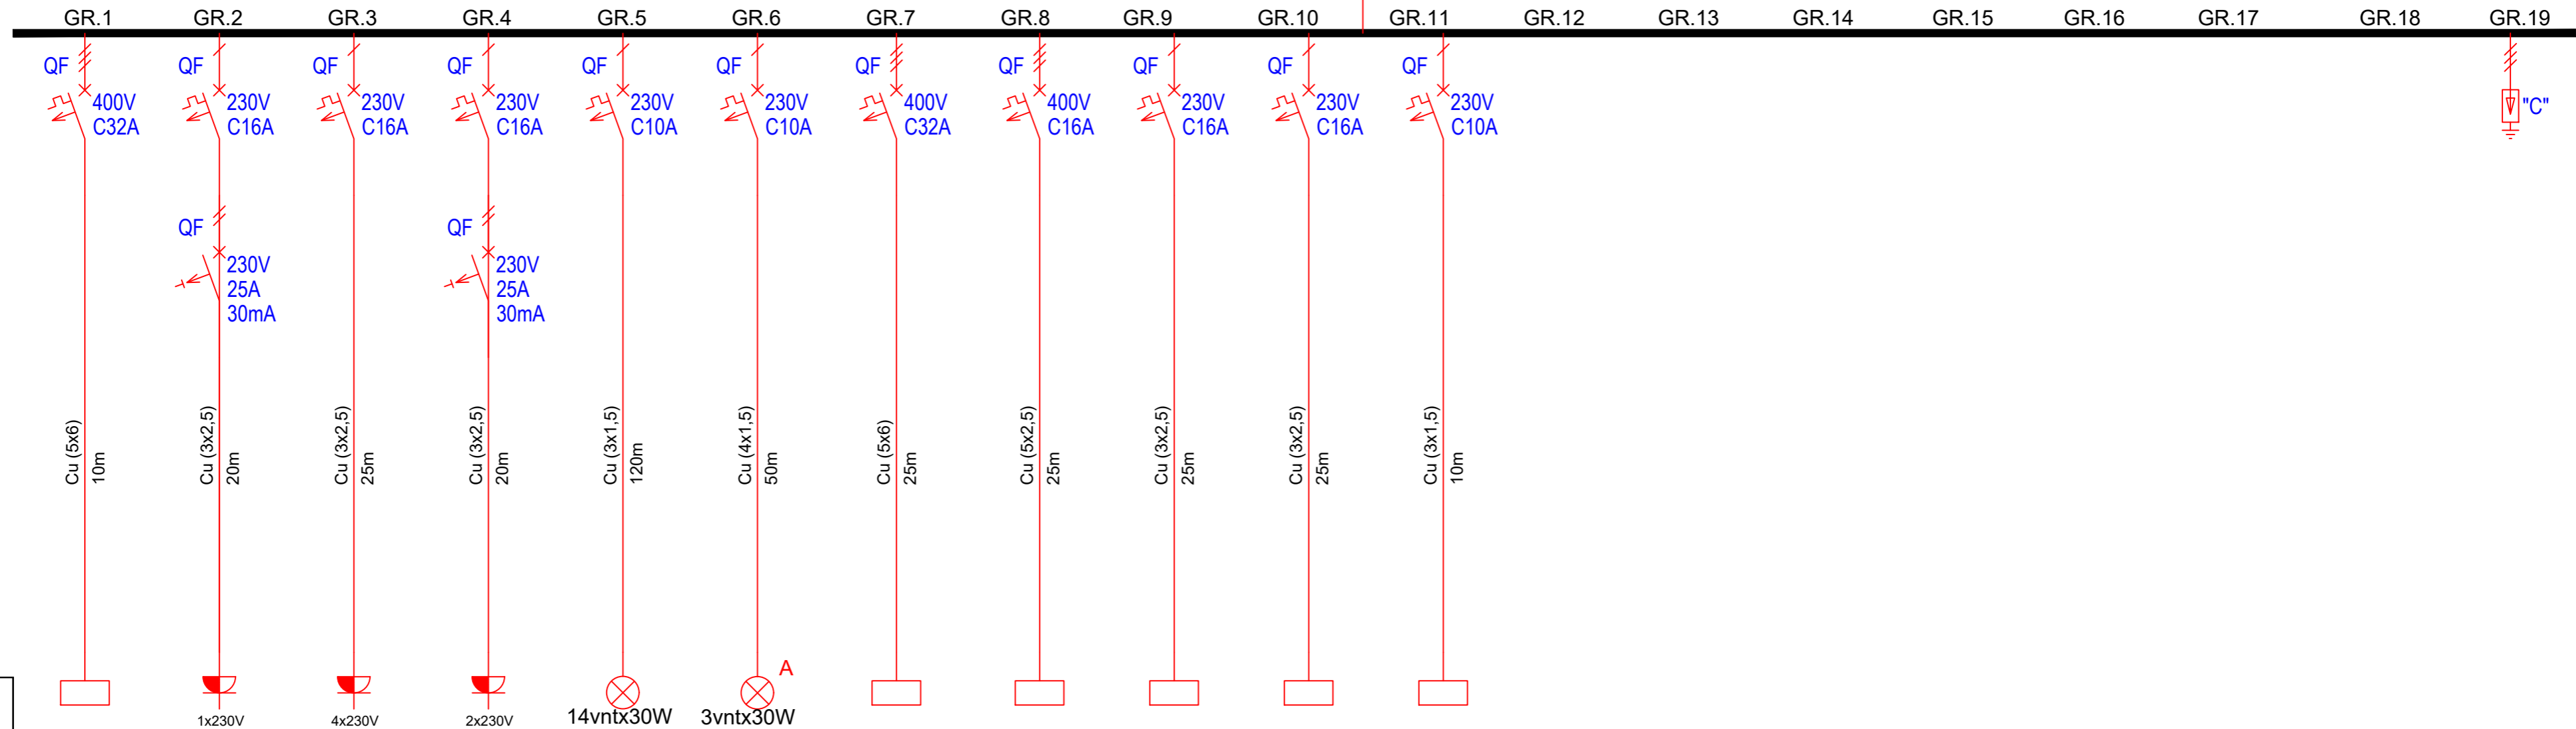 GR.1 GR.2 GR.3 GR.4 GR.5 GR.6 GR.7 GR.8 GR.9 GR.10 GR.11 GR.12 GR.13 GR.14 GR.15 GR.16 GR.17 GR.18 GR.19
QF QF QF QF QF QF QF QF QF QF QF
400V 230V 230V 230V 230V 230V 400V 400V 230V 230V 230V "C"
C32A C16A C16A C16A C10A C10A C32A C16A C16A C16A C10A
QF QF
230V 230V
25A 25A
30mA 30mA
Cu (5x6)
10m
Cu (3x2,5)
20m
Cu (3x2,5)
25m
Cu (3x2,5)
20m
Cu (3x1,5)
120m
Cu (4x1,5)
50m
Cu (5x6)
25m
Cu (5x2,5)
25m
Cu (3x2,5)
25m
Cu (3x2,5)
25m
Cu (3x1,5)
10m
A
1x230V 4x230V 2x230V 14vntx30W 3vntx30W